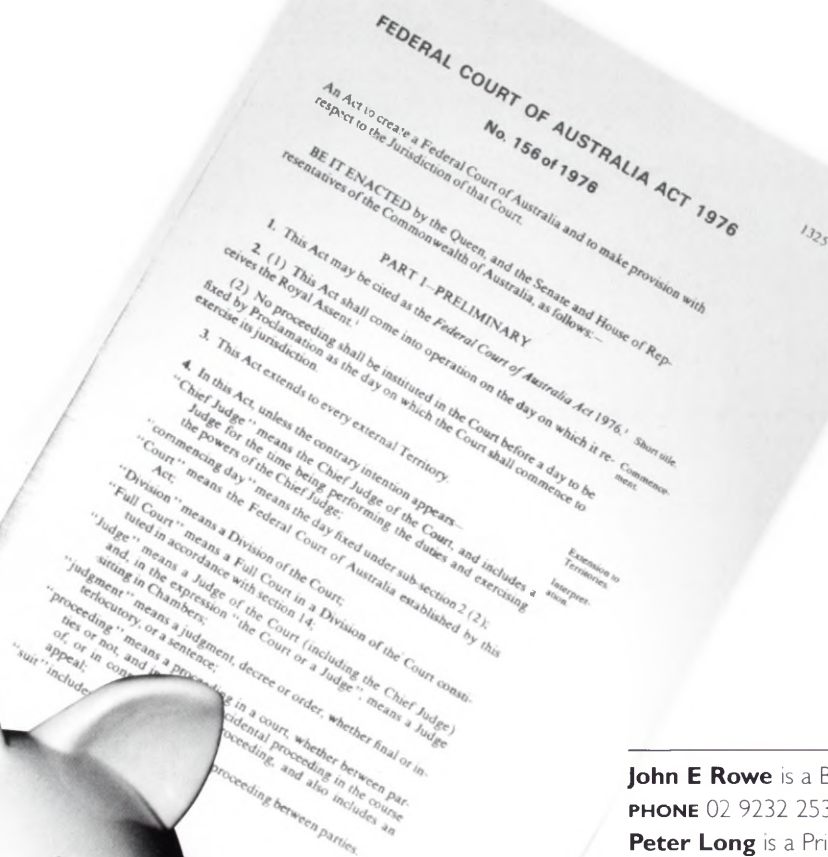 FEDERAL COURT OF AUSTRALIA ACT 1976
1325
No. 156 of 1976
An Act to create a Federal Court of Australia and to make provision with
respect to the Jurisdiction of that Court.
BE IT ENACTED by the Queen, and the Senate and House of Rep-
resentatives of the Commonwealth of Australia, as follows:—
PART I—PRELIMINARY
1. This Act may be cited as the Federal Court of Australia Act 1976.¹
Short title.
2. (1) This Act shall come into operation on the day on which it re-
ceives the Royal Assent.¹
Commence-
ment.
(2) No proceeding shall be instituted in the Court before a day to be
fixed by Proclamation as the day on which the Court shall commence to
exercise its jurisdiction.
3. This Act extends to every external Territory.
Extension to
Territories.
4. In this Act, unless the contrary intention appears—
Interpret-
ation.
"Chief Judge" means the Chief Judge of the Court, and includes a
Judge for the time being performing the duties and exercising
the powers of the Chief Judge;
"commencing day" means the day fixed under sub-section 2 (2);
"Court" means the Federal Court of Australia established by this
Act;
"Division" means a Division of the Court;
"Full Court" means a Full Court in a Division of the Court consti-
tuted in accordance with section 14;
"Judge" means a Judge of the Court (including the Chief Judge)
and, in the expression "the Court or a Judge", means a Judge
sitting in Chambers;
"judgment" means a judgment, decree or order, whether final or in-
terlocutory, or a sentence;
"proceeding" means a proceeding in a court, whether between par-
ties or not, and incidental proceeding in the course
of, or in proceeding, and also includes an
appeal;
"suit" include proceeding between parties.
John E Rowe is a B
PHONE 02 9232 253
Peter Long is a Pri